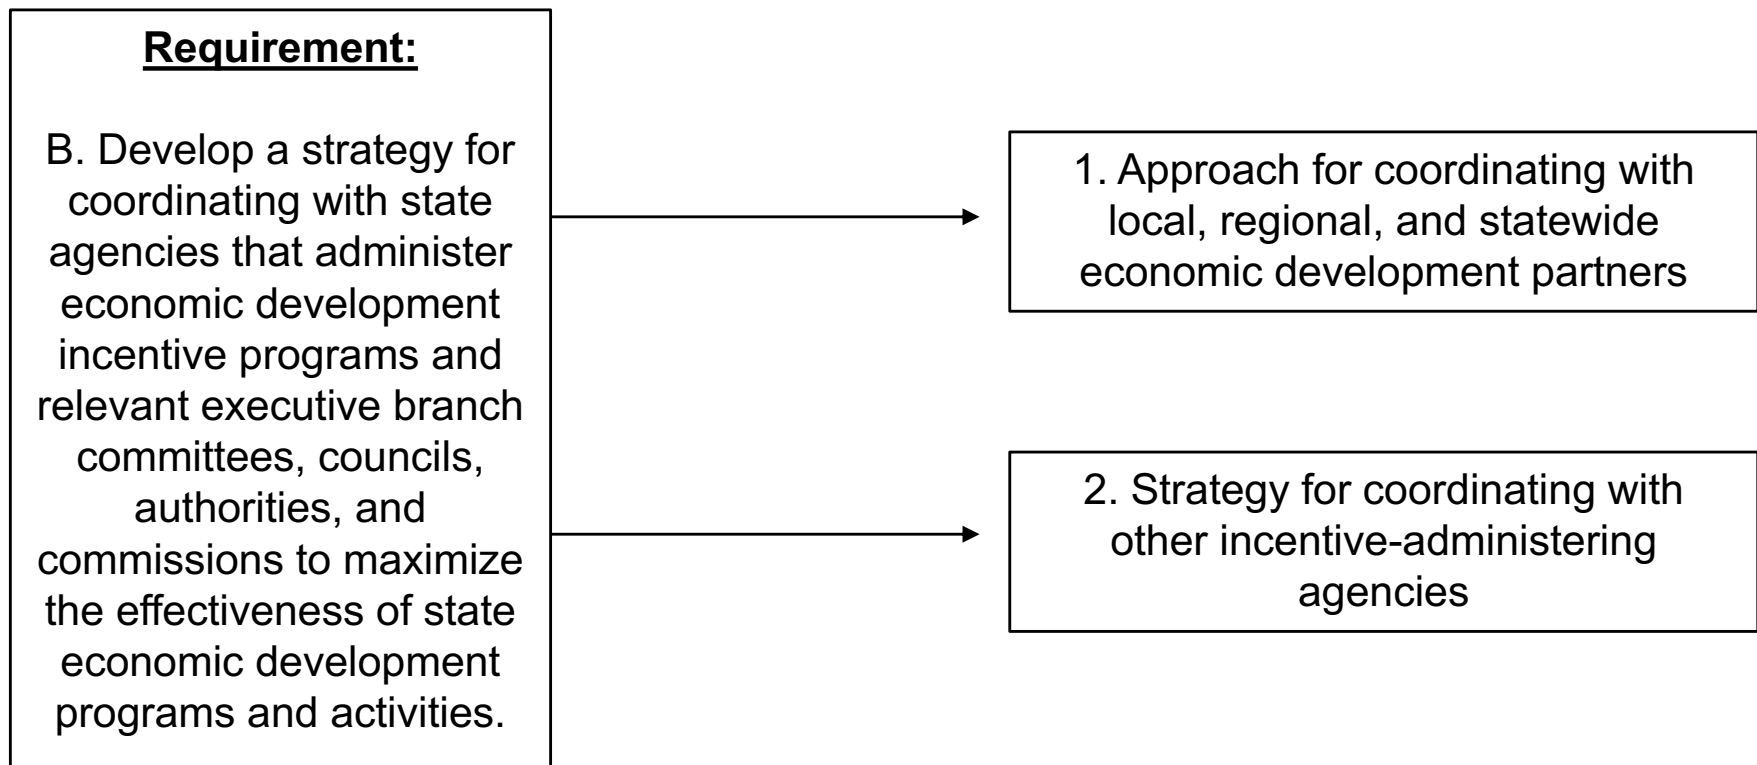 Requirement:
B. Develop a strategy for
coordinating with state
agencies that administer
economic development
incentive programs and
relevant executive branch
committees, councils,
authorities, and
commissions to maximize
the effectiveness of state
economic development
programs and activities.
1. Approach for coordinating with
local, regional, and statewide
economic development partners
2. Strategy for coordinating with
other incentive-administering
agencies